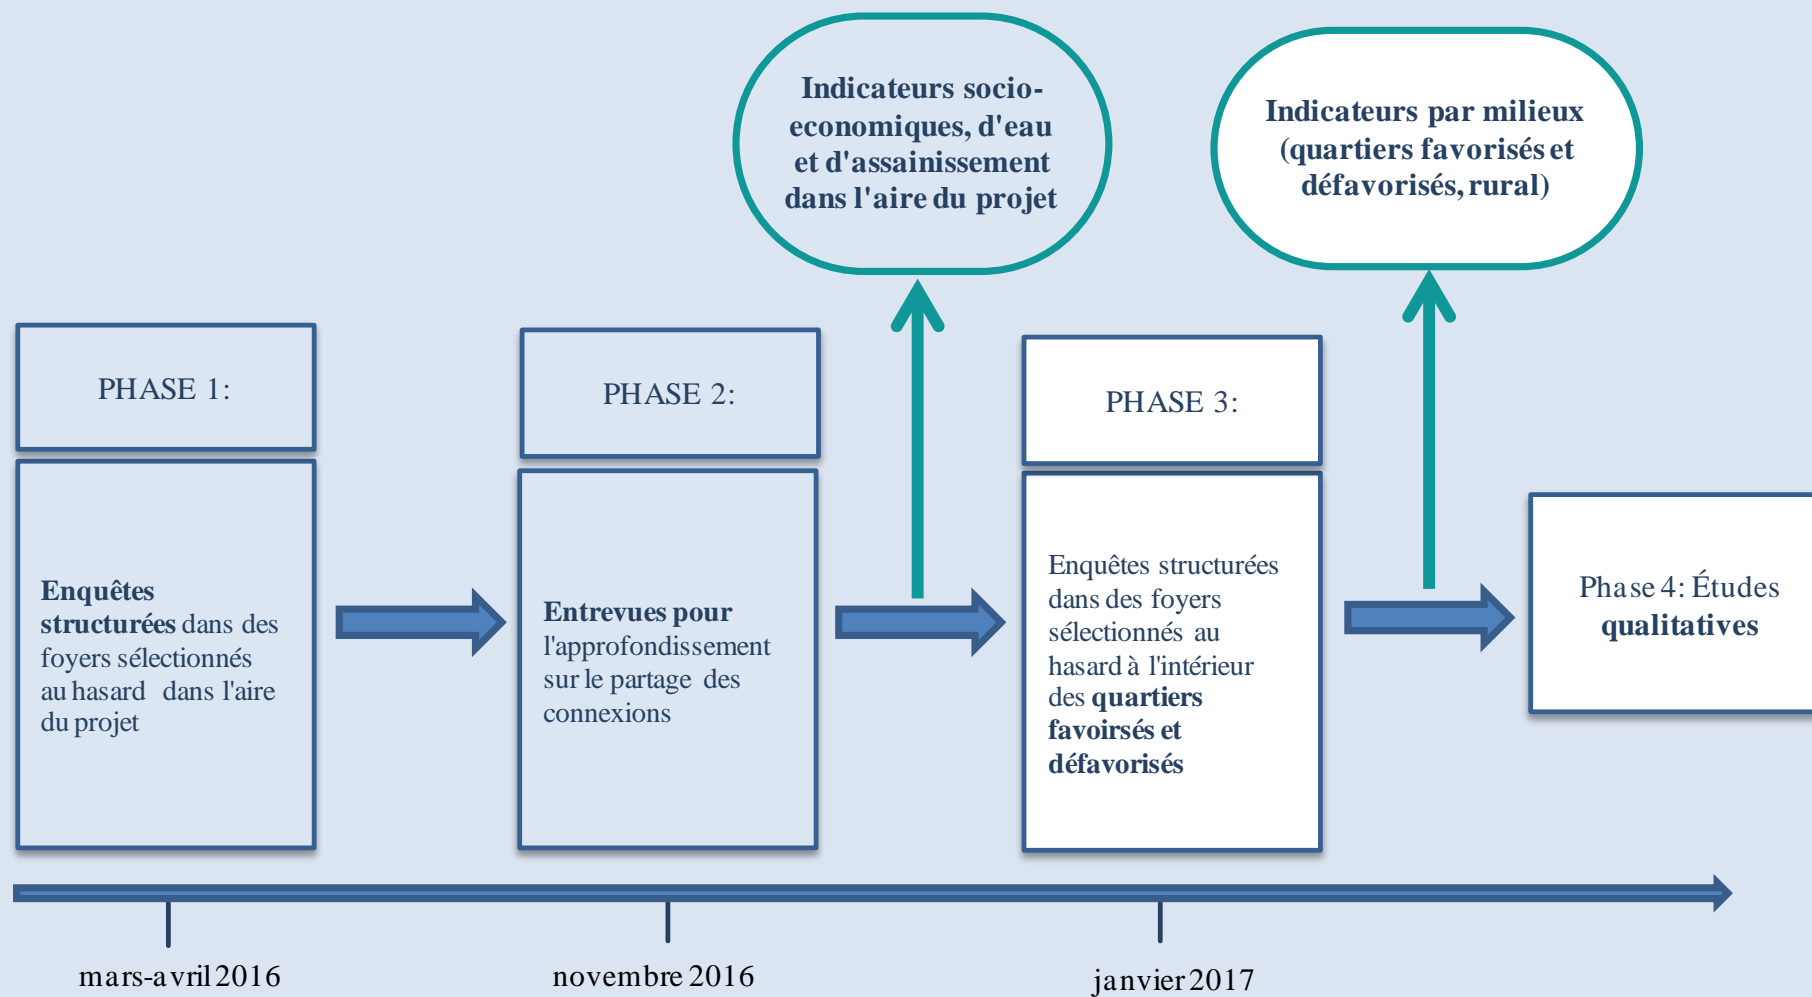 Indicateurs socio-
economiques, d'eau
et d'assainissement
dans l'aire du projet
Indicateurs par milieux
(quartiers favorisés et
défavorisés, rural)
PHASE 1:
Enquêtes
structurées dans des
foyers sélectionnés
au hasard dans l'aire
du projet
PHASE 2:
Entrevues pour
l'approfondissement
sur le partage des
connexions
PHASE 3:
Enquêtes structurées
dans des foyers
sélectionnés au
hasard à l'intérieur
des quartiers
favoirsés et
défavorisés
Phase 4: Études
qualitatives
mars-avril 2016
novembre 2016
janvier 2017